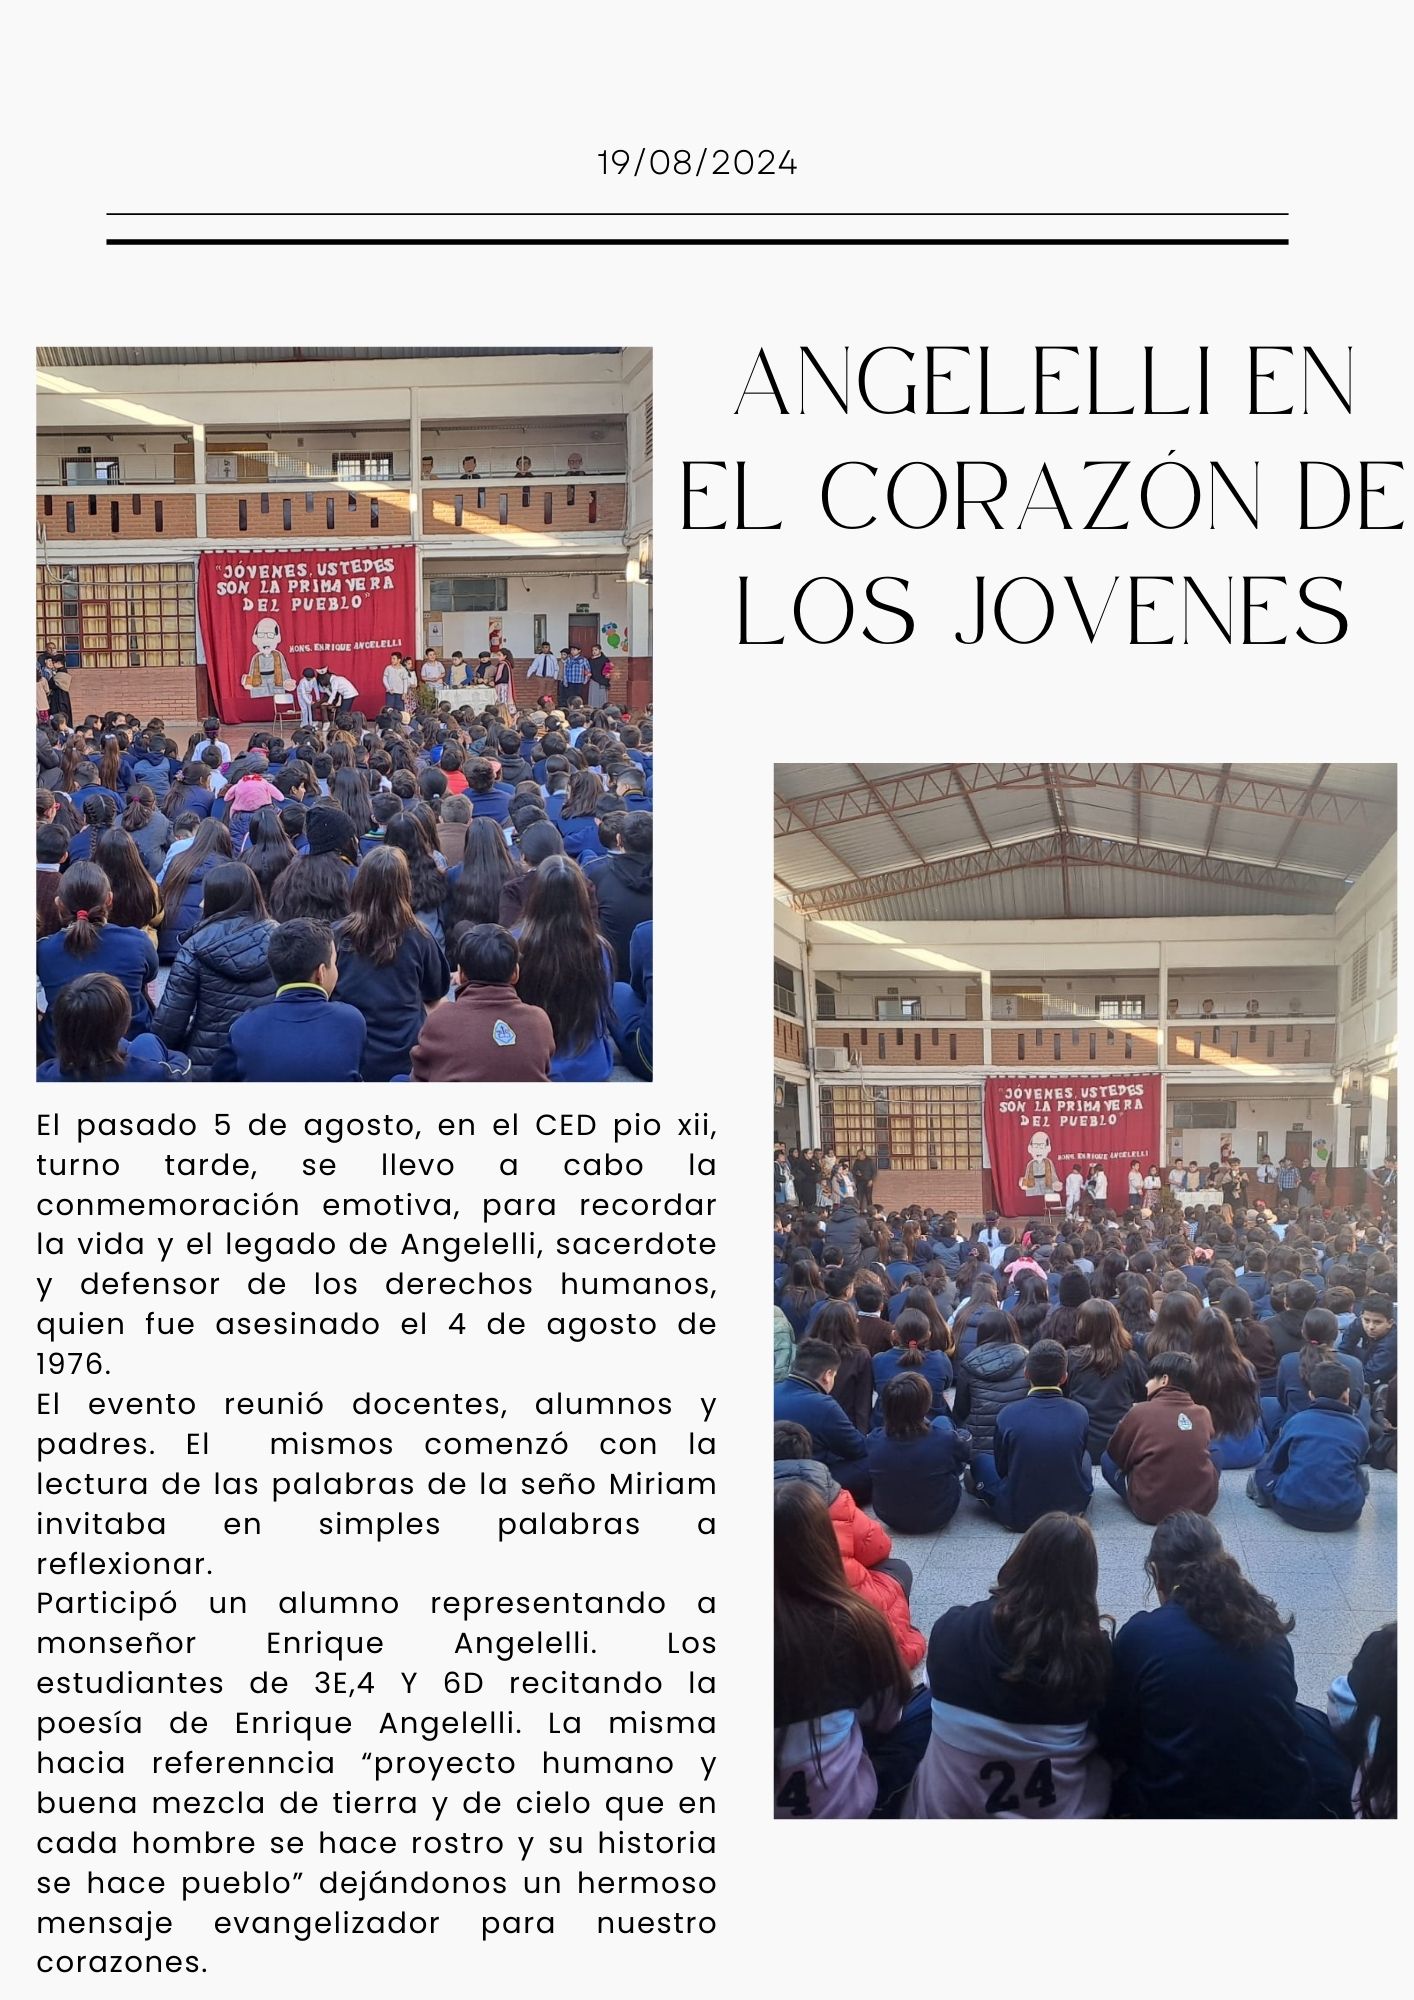 19/08/2024
ANGELELLI EN
EL CORAZÓN DE
LOS JOVENES
"JÓVENES, USTEDES
SON LA PRIMAVERA
DEL PUEBLO"
MONS. ENRIQUE ANGELELLI
El pasado 5 de agosto, en el CED pio xii,
turno tarde, se llevo a cabo la
conmemoración emotiva, para recordar
la vida y el legado de Angelelli, sacerdote
y defensor de los derechos humanos,
quien fue asesinado el 4 de agosto de
1976.
El evento reunió docentes, alumnos y
padres. El mismos comenzó con la
lectura de las palabras de la seño Miriam
invitaba en simples palabras a
reflexionar.
Participó un alumno representando a
monseñor Enrique Angelelli. Los
estudiantes de 3E,4 Y 6D recitando la
poesía de Enrique Angelelli. La misma
hacia referenncia “proyecto humano y
buena mezcla de tierra y de cielo que en
cada hombre se hace rostro y su historia
se hace pueblo” dejándonos un hermoso
mensaje evangelizador para nuestro
corazones.
"JÓVENES, USTEDES
SON LA PRIMAVERA
DEL PUEBLO"
MONS. ENRIQUE ANGELELLI
4
24